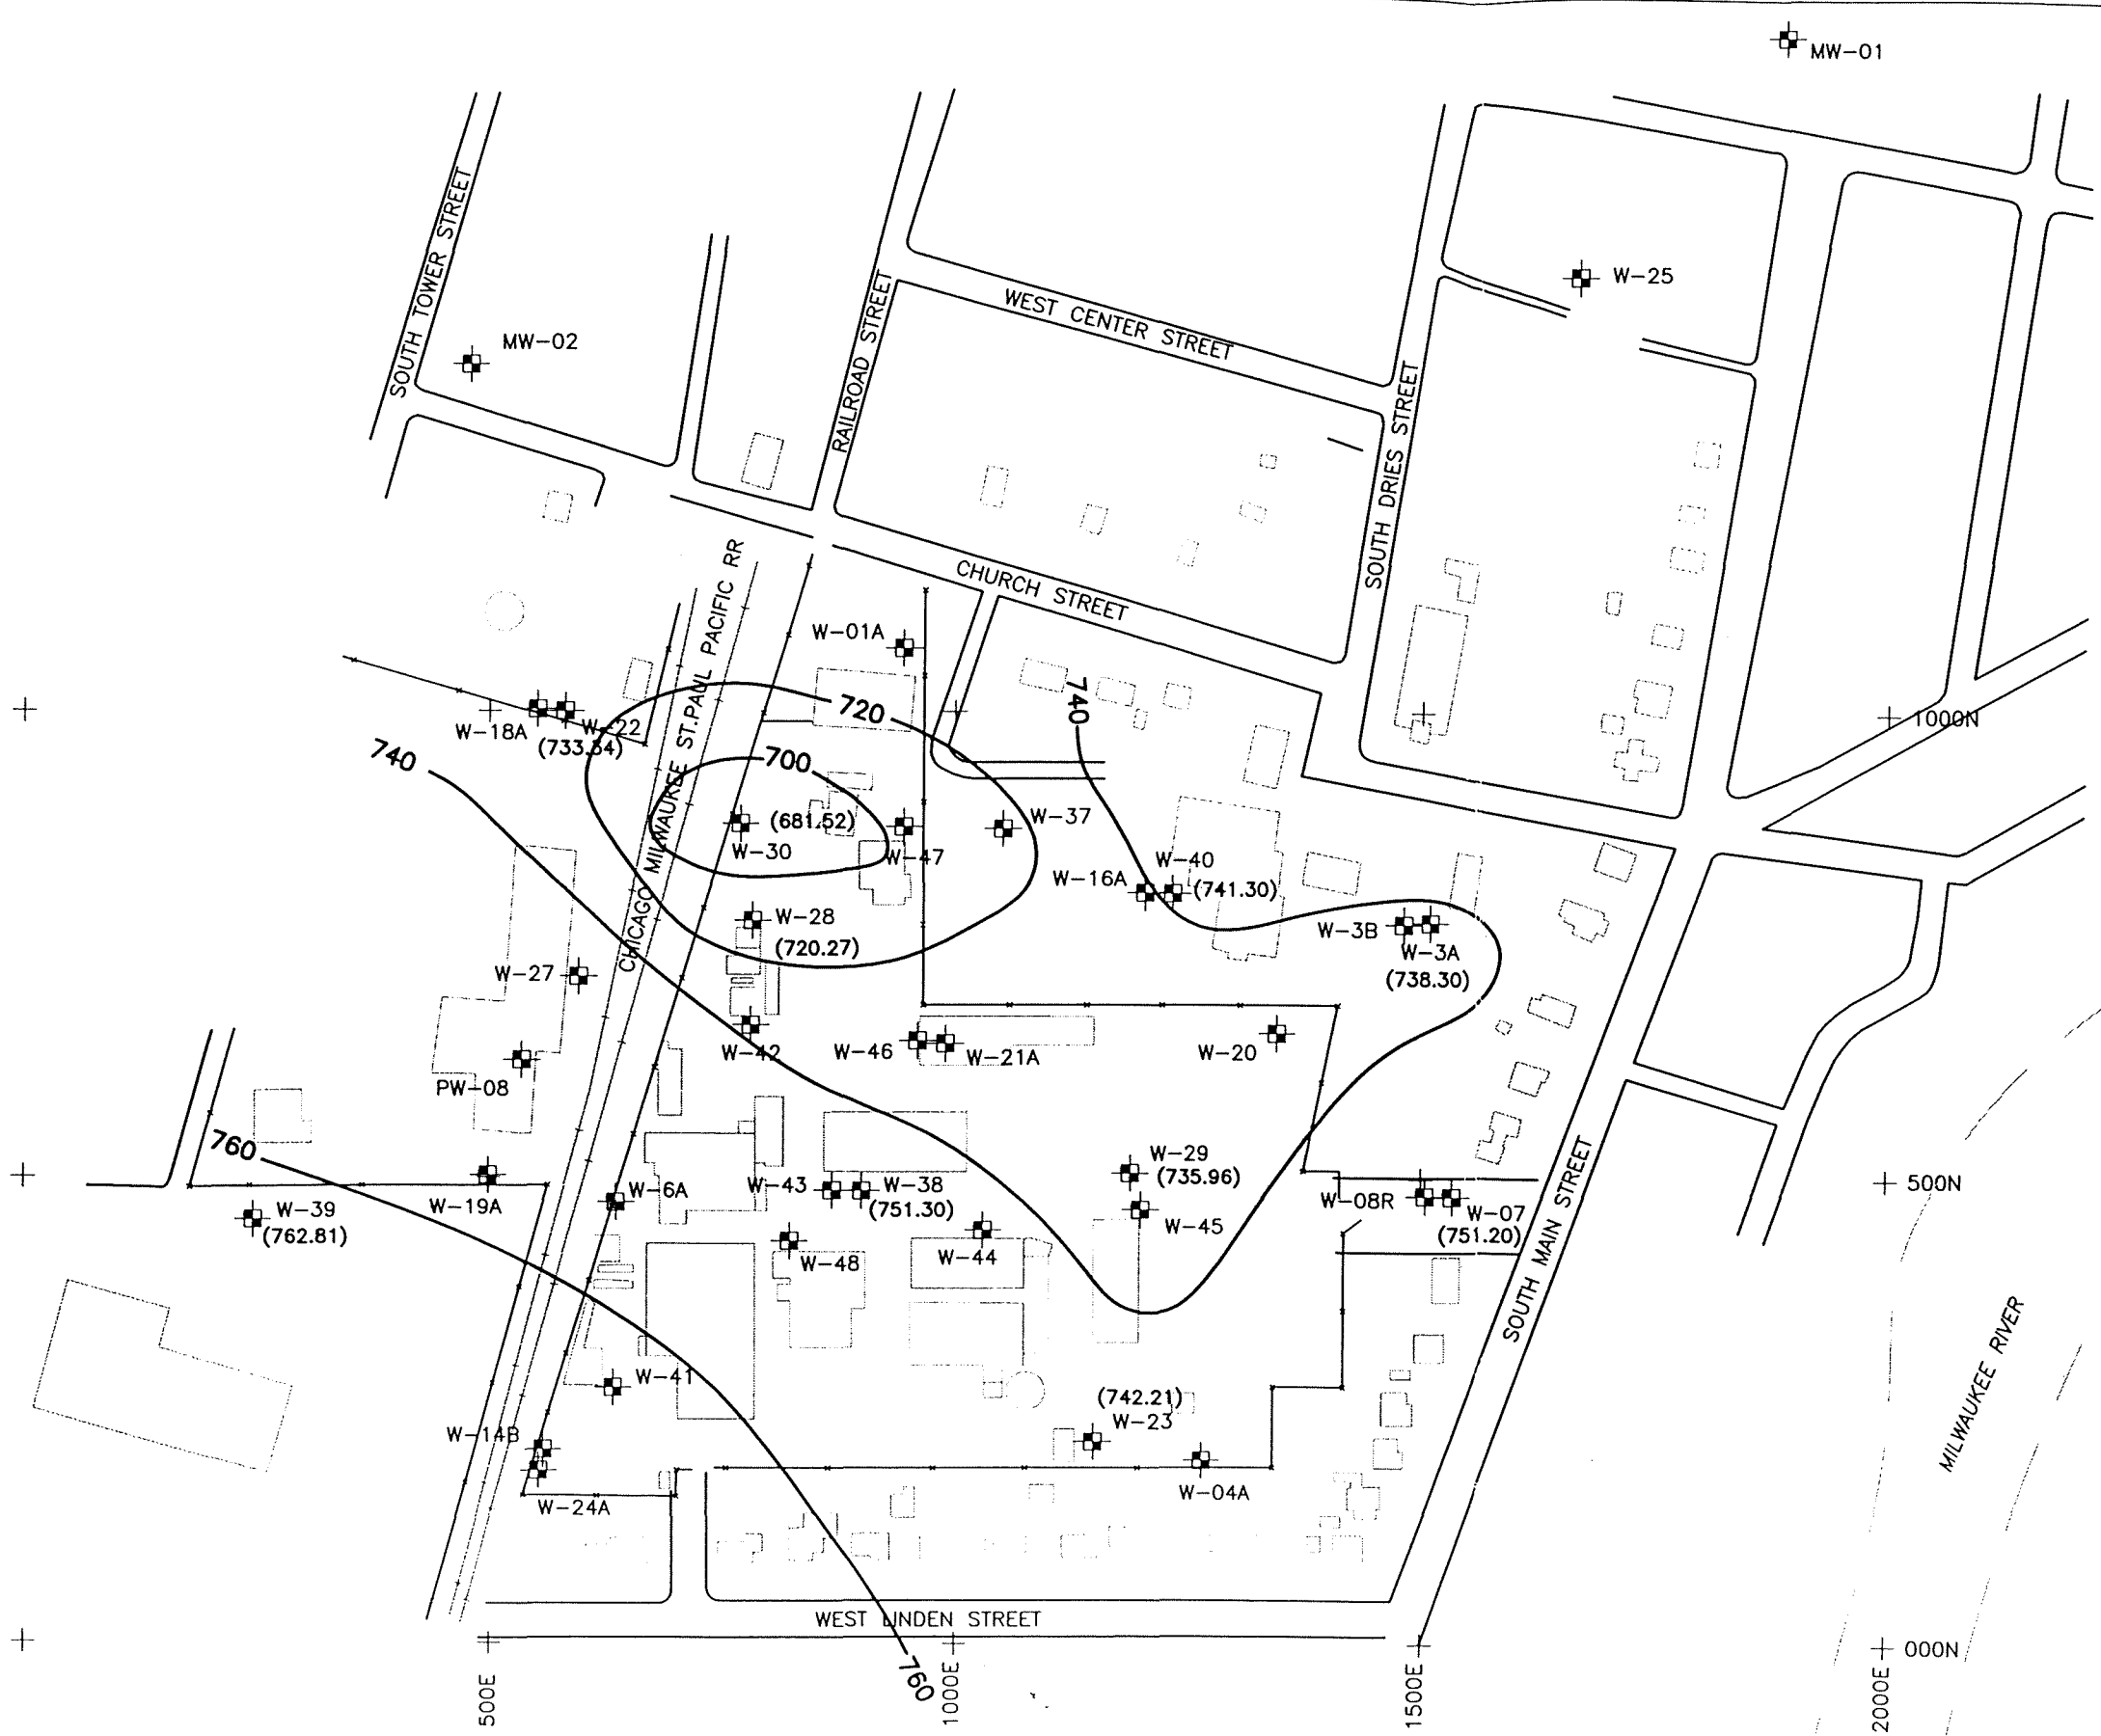 MW-01
SOUTH TOWER STREET
W-25
RAILROAD STREET
WEST CENTER STREET
MW-02
SOUTH DRIES STREET
CHICAGO MILWAUKEE ST.PAUL PACIFIC RR
CHURCH STREET
W-01A
740
720
W-18A
W-22
(733.54)
1000N
740
700
(681.52)
W-30
W-47
W-37
W-40
W-16A
(741.30)
W-28
(720.27)
W-3B
W-3A
(738.30)
W-27
W-42
W-46
W-21A
W-20
PW-08
760
W-29
(735.96)
W-19A
W-6A
W-43
W-38
(751.30)
W-08R
W-07
(751.20)
500N
W-39
(762.81)
W-45
W-48
W-44
SOUTH MAIN STREET
MILWAUKEE RIVER
W-41
(742.21)
W-23
W-14B
W-04A
W-24A
WEST LINDEN STREET
000N
760
500E
1000E
1500E
2000E